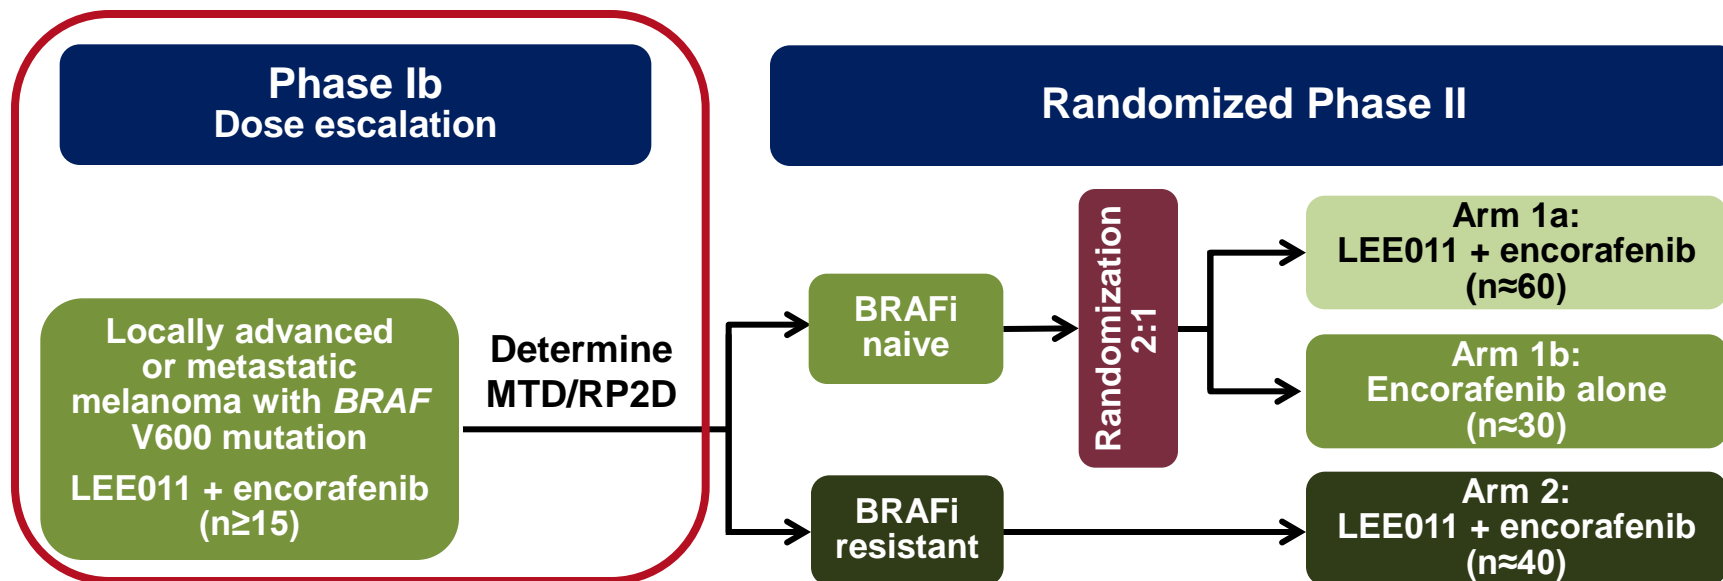 Phase Ib
Dose escalation
Randomized Phase II
Locally advanced
or metastatic
melanoma with BRAF
V600 mutation
LEE011 + encorafenib
(n≥15)
Determine
MTD/RP2D
BRAFi
naive
Randomization
2:1
Arm 1a:
LEE011 + encorafenib
(n≈60)
Arm 1b:
Encorafenib alone
(n≈30)
BRAFi
resistant
Arm 2:
LEE011 + encorafenib
(n≈40)